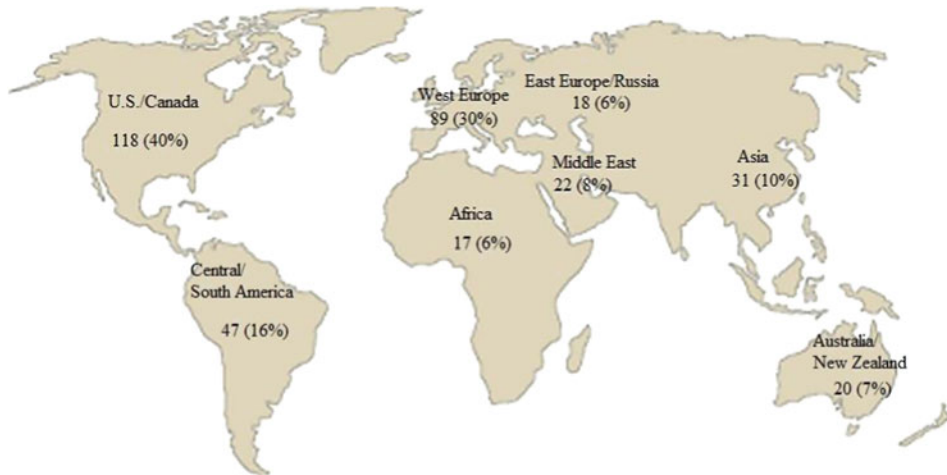 U.S./Canada
118 (40%)
West Europe
89 (30%)
East Europe/Russia
18 (6%)
Middle East
22 (8%)
Asia
31 (10%)
Africa
17 (6%)
Central/
South America
47 (16%)
Australia/
New Zealand
20 (7%)